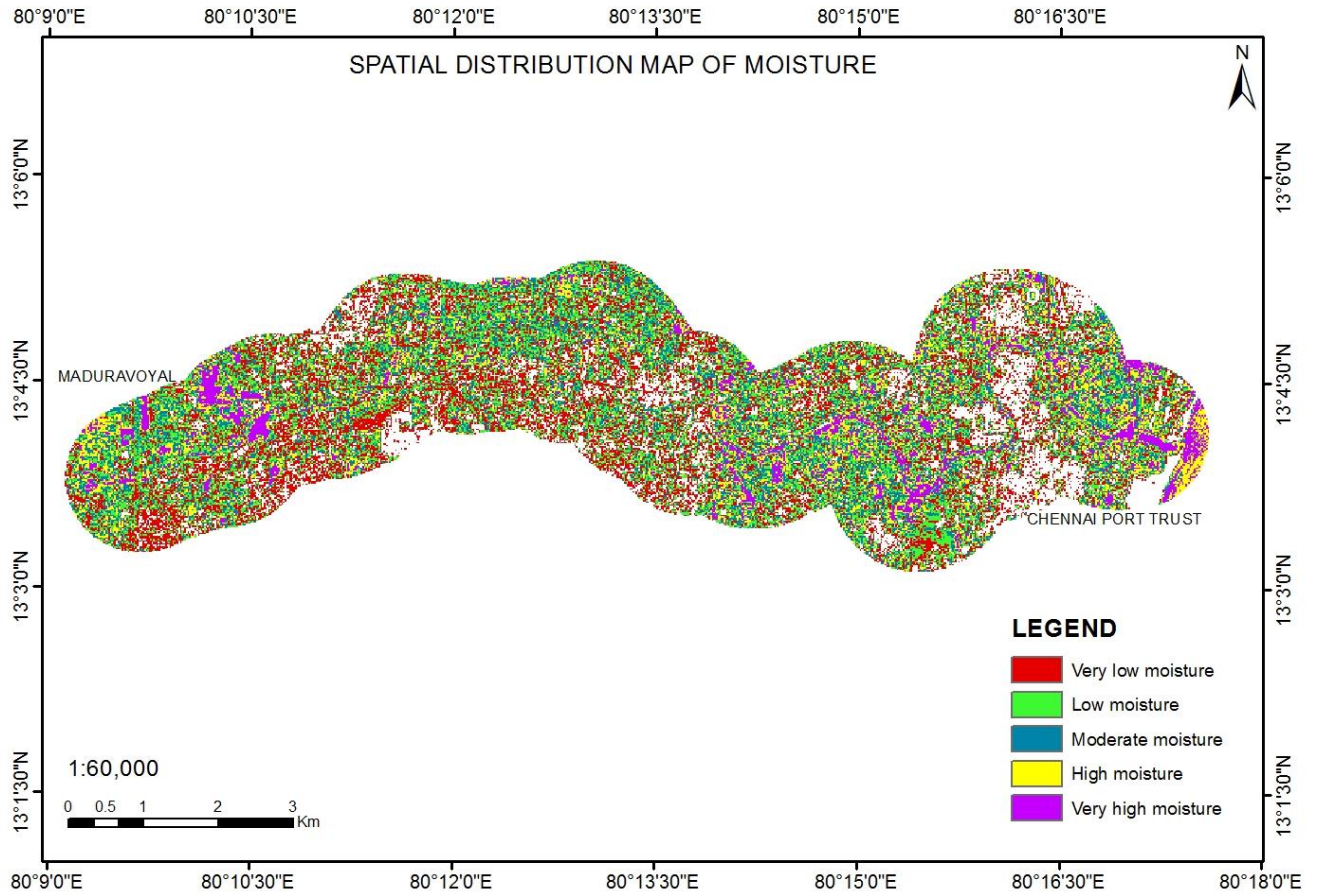 80°9'0"E 80°10'30"E 80°12'0"E 80°13'30"E 80°15'0"E 80°16'30"E
SPATIAL DISTRIBUTION MAP OF MOISTURE
N
13°6'0"N 13°6'0"N
13°4'30"N 13°4'30"N
MADURAVOYAL
CHENNAI PORT TRUST
13°3'0"N 13°3'0"N
LEGEND
Very low moisture
Low moisture
Moderate moisture
High moisture
Very high moisture
13°1'30"N 13°1'30"N
1:60,000
0 0.5 1 2 3
Km
80°9'0"E 80°10'30"E 80°12'0"E 80°13'30"E 80°15'0"E 80°16'30"E 80°18'0"E